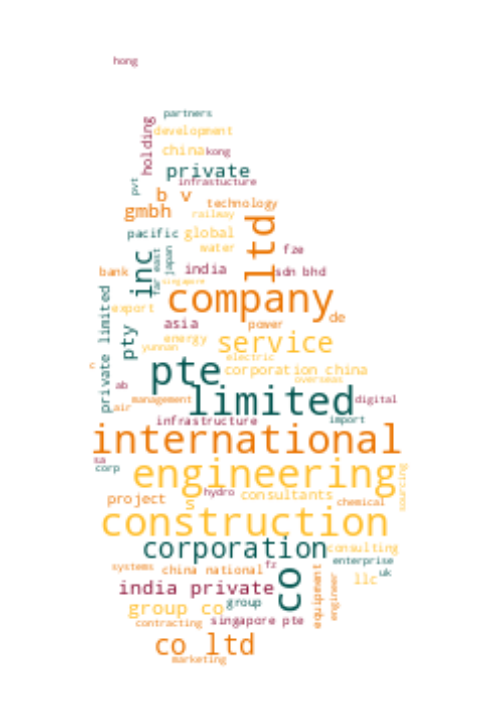 hong
partners
holding
development
china
kong
private
infrastucture
pvt
b v
technology
gmbh
railway
ltd
pacific
global
water
fze
inc
far east
japan
india
bank
sdn bhd
singapore
private limited
company
export
de
asia
power
pty
energy
service
yunnan
electric
c
pte
corporation china
overseas
ab
limited
management
digital
air
infrastructure
import
international
sa
corp
engineering
sourcing
hydro
consultants
project
s
chemical
construction
corporation
consulting
systems
china national
fz
enterprise
co
equipment
engineer
uk
llc
india private
group co
group
contracting
singapore pte
co ltd
marketing